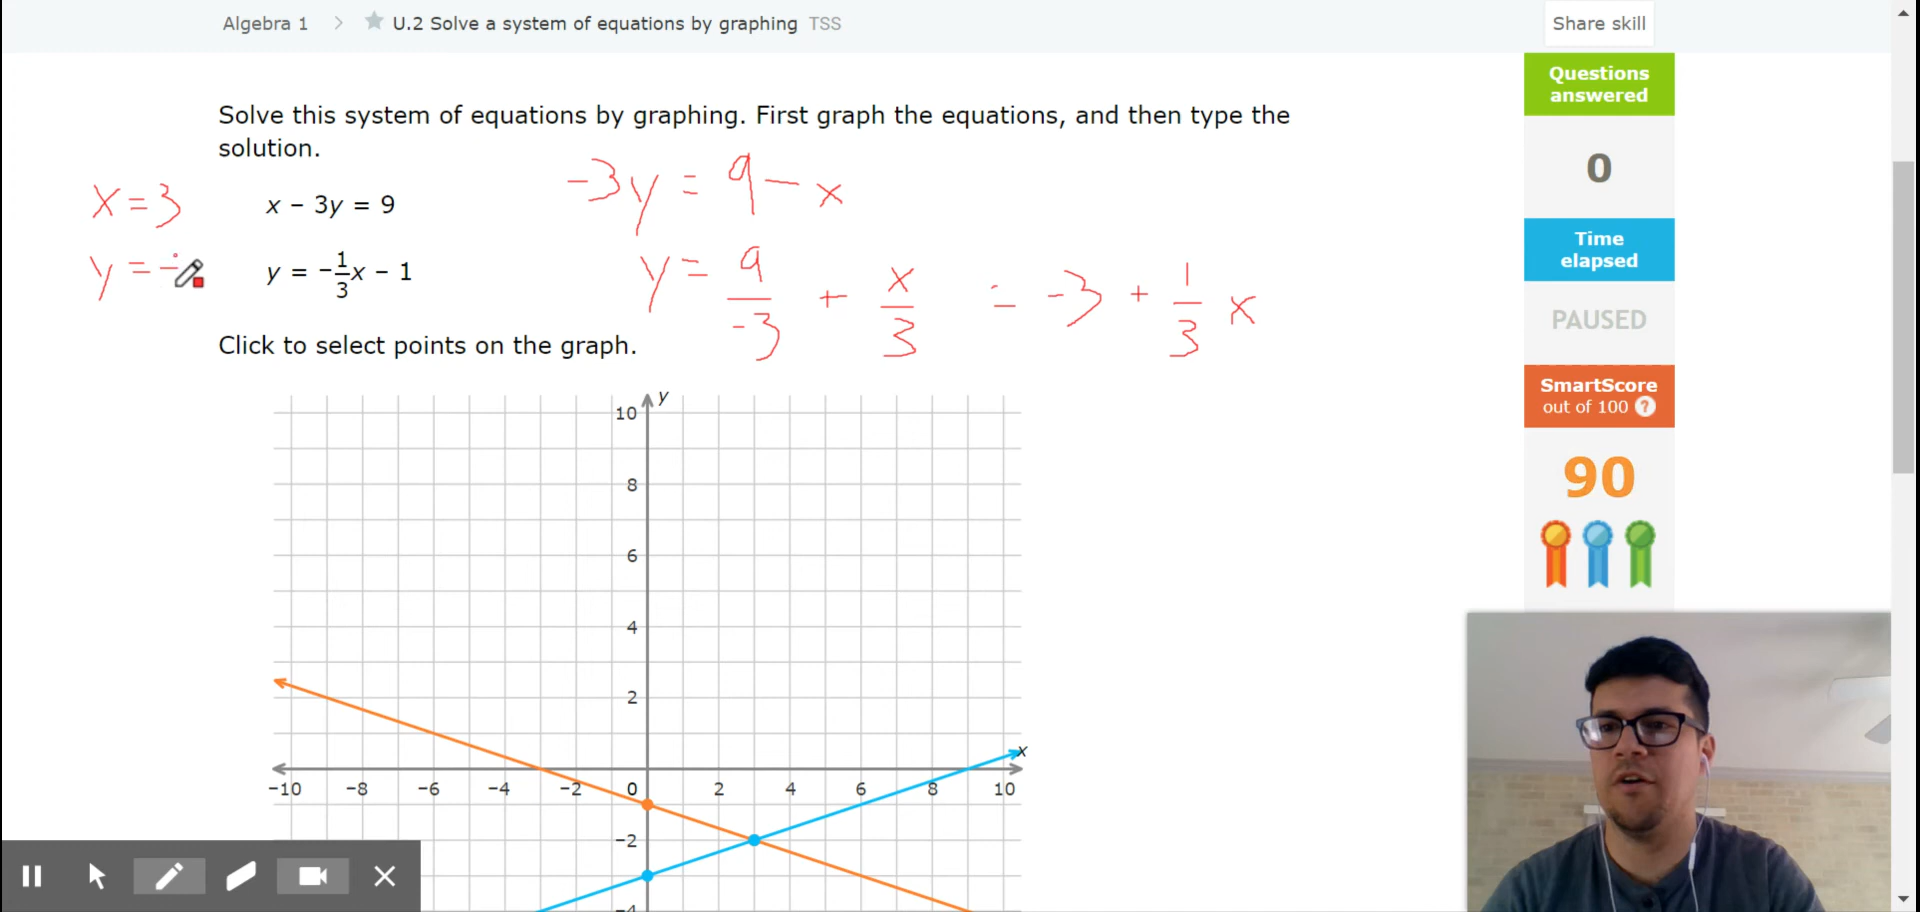 Algebra 1 > U.2 Solve a system of equations by graphing TSS
Share skill
Solve this system of equations by graphing. First graph the equations, and then type the
solution.
x = 3
x − 3y = 9
-3y = 9 - x
y = -
y = −1/3x − 1
y = 9/-3 + x/3 = -3 + 1/3 x
Click to select points on the graph.
y
10
8
6
4
2
x
−10 −8 −6 −4 −2 0 2 4 6 8 10
−2
−4
Questions
answered
0
Time
elapsed
PAUSED
SmartScore
out of 100 ?
90